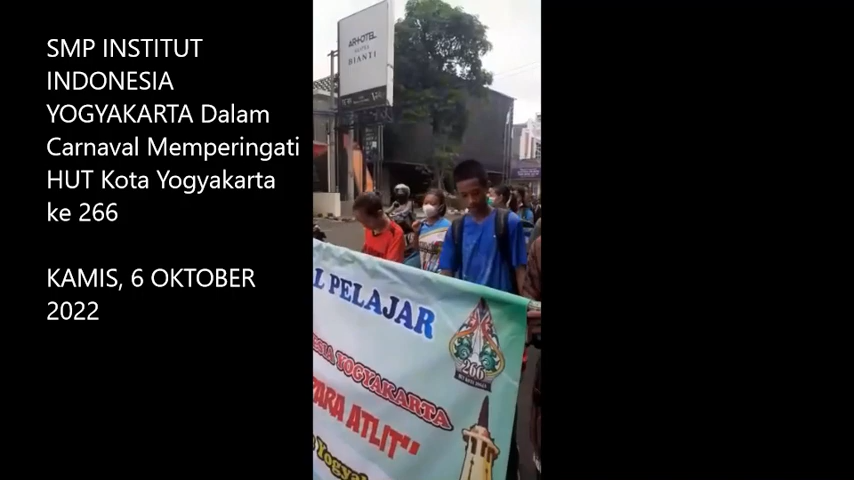 SMP INSTITUT
INDONESIA
YOGYAKARTA Dalam
Carnaval Memperingati
HUT Kota Yogyakarta
ke 266
KAMIS, 6 OKTOBER
2022
ARTOTEL
BIANTI
L PELAJAR
YOGYAKARTA
ATLIT"
266